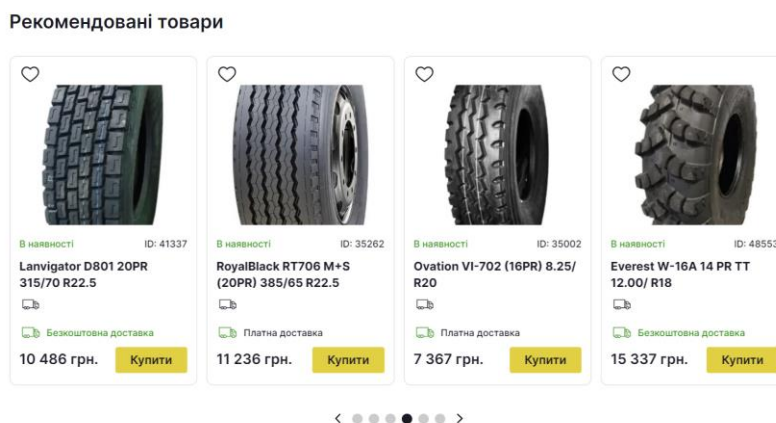 Рекомендовані товари
В наявності ID: 41337
Lanvigator D801 20PR
315/70 R22.5
Безкоштовна доставка
10 486 грн. Купити
В наявності ID: 35262
RoyalBlack RT706 M+S
(20PR) 385/65 R22.5
Платна доставка
11 236 грн. Купити
В наявності ID: 35002
Ovation VI-702 (16PR) 8.25/
R20
Платна доставка
7 367 грн. Купити
В наявності ID: 48553
Everest W-16A 14 PR TT
12.00/ R18
Безкоштовна доставка
15 337 грн. Купити